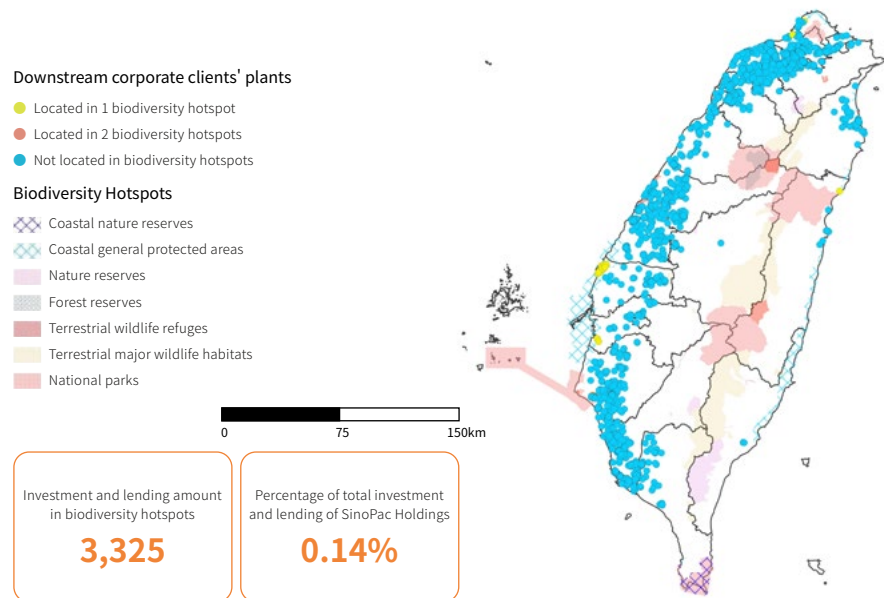 Downstream corporate clients' plants
Located in 1 biodiversity hotspot
Located in 2 biodiversity hotspots
Not located in biodiversity hotspots
Biodiversity Hotspots
Coastal nature reserves
Coastal general protected areas
Nature reserves
Forest reserves
Terrestrial wildlife refuges
Terrestrial major wildlife habitats
National parks
0 75 150km
Investment and lending amount
in biodiversity hotspots
3,325
Percentage of total investment
and lending of SinoPac Holdings
0.14%